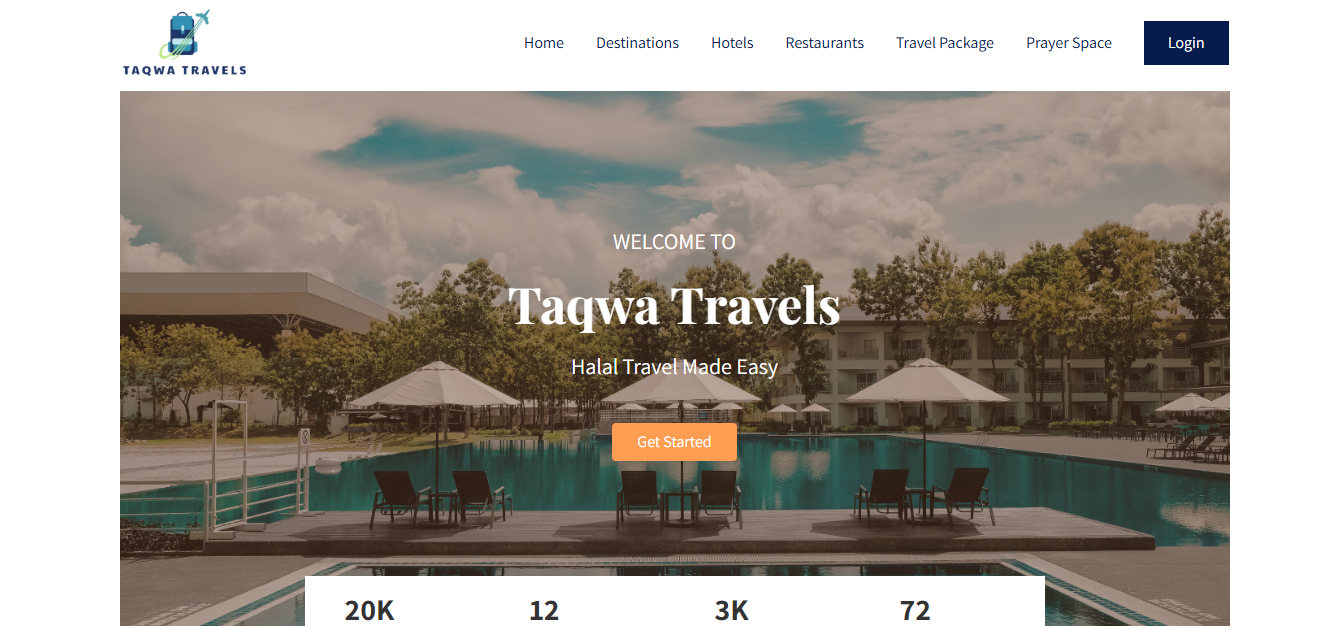 TAQWA TRAVELS
Home Destinations Hotels Restaurants Travel Package Prayer Space Login
WELCOME TO
Taqwa Travels
Halal Travel Made Easy
Get Started
20K 12 3K 72